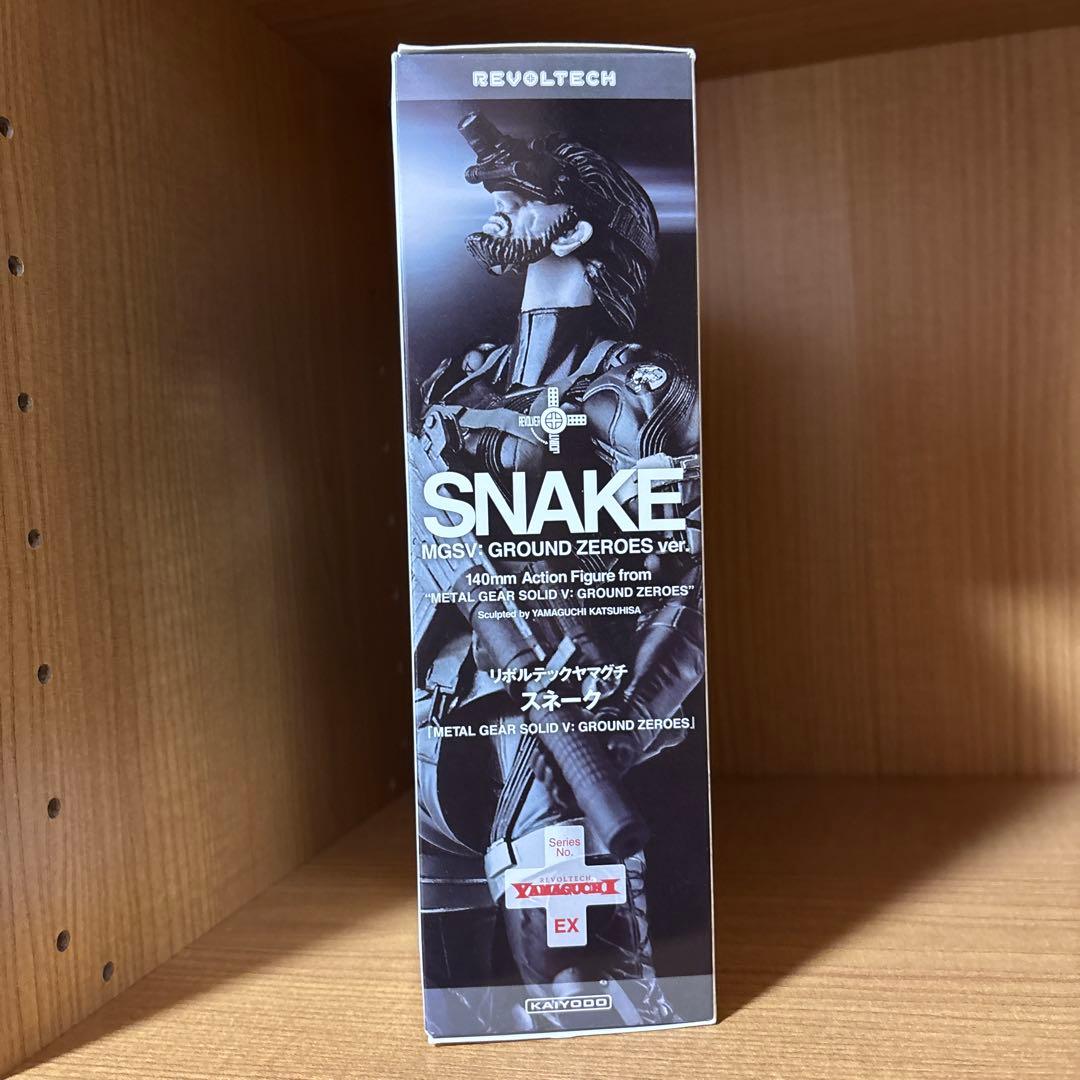 REVOLTECH
REVOLVER
JOINT
SNAKE
MGSV: GROUND ZEROES ver.
140mm Action Figure from
“METAL GEAR SOLID V: GROUND ZEROES”
Sculpted by YAMAGUCHI KATSUHISA
リボルテックヤマグチ
スネーク
『METAL GEAR SOLID V: GROUND ZEROES』
Series
No.
REVOLTECH
YAMAGUCHI
EX
KAIYODO